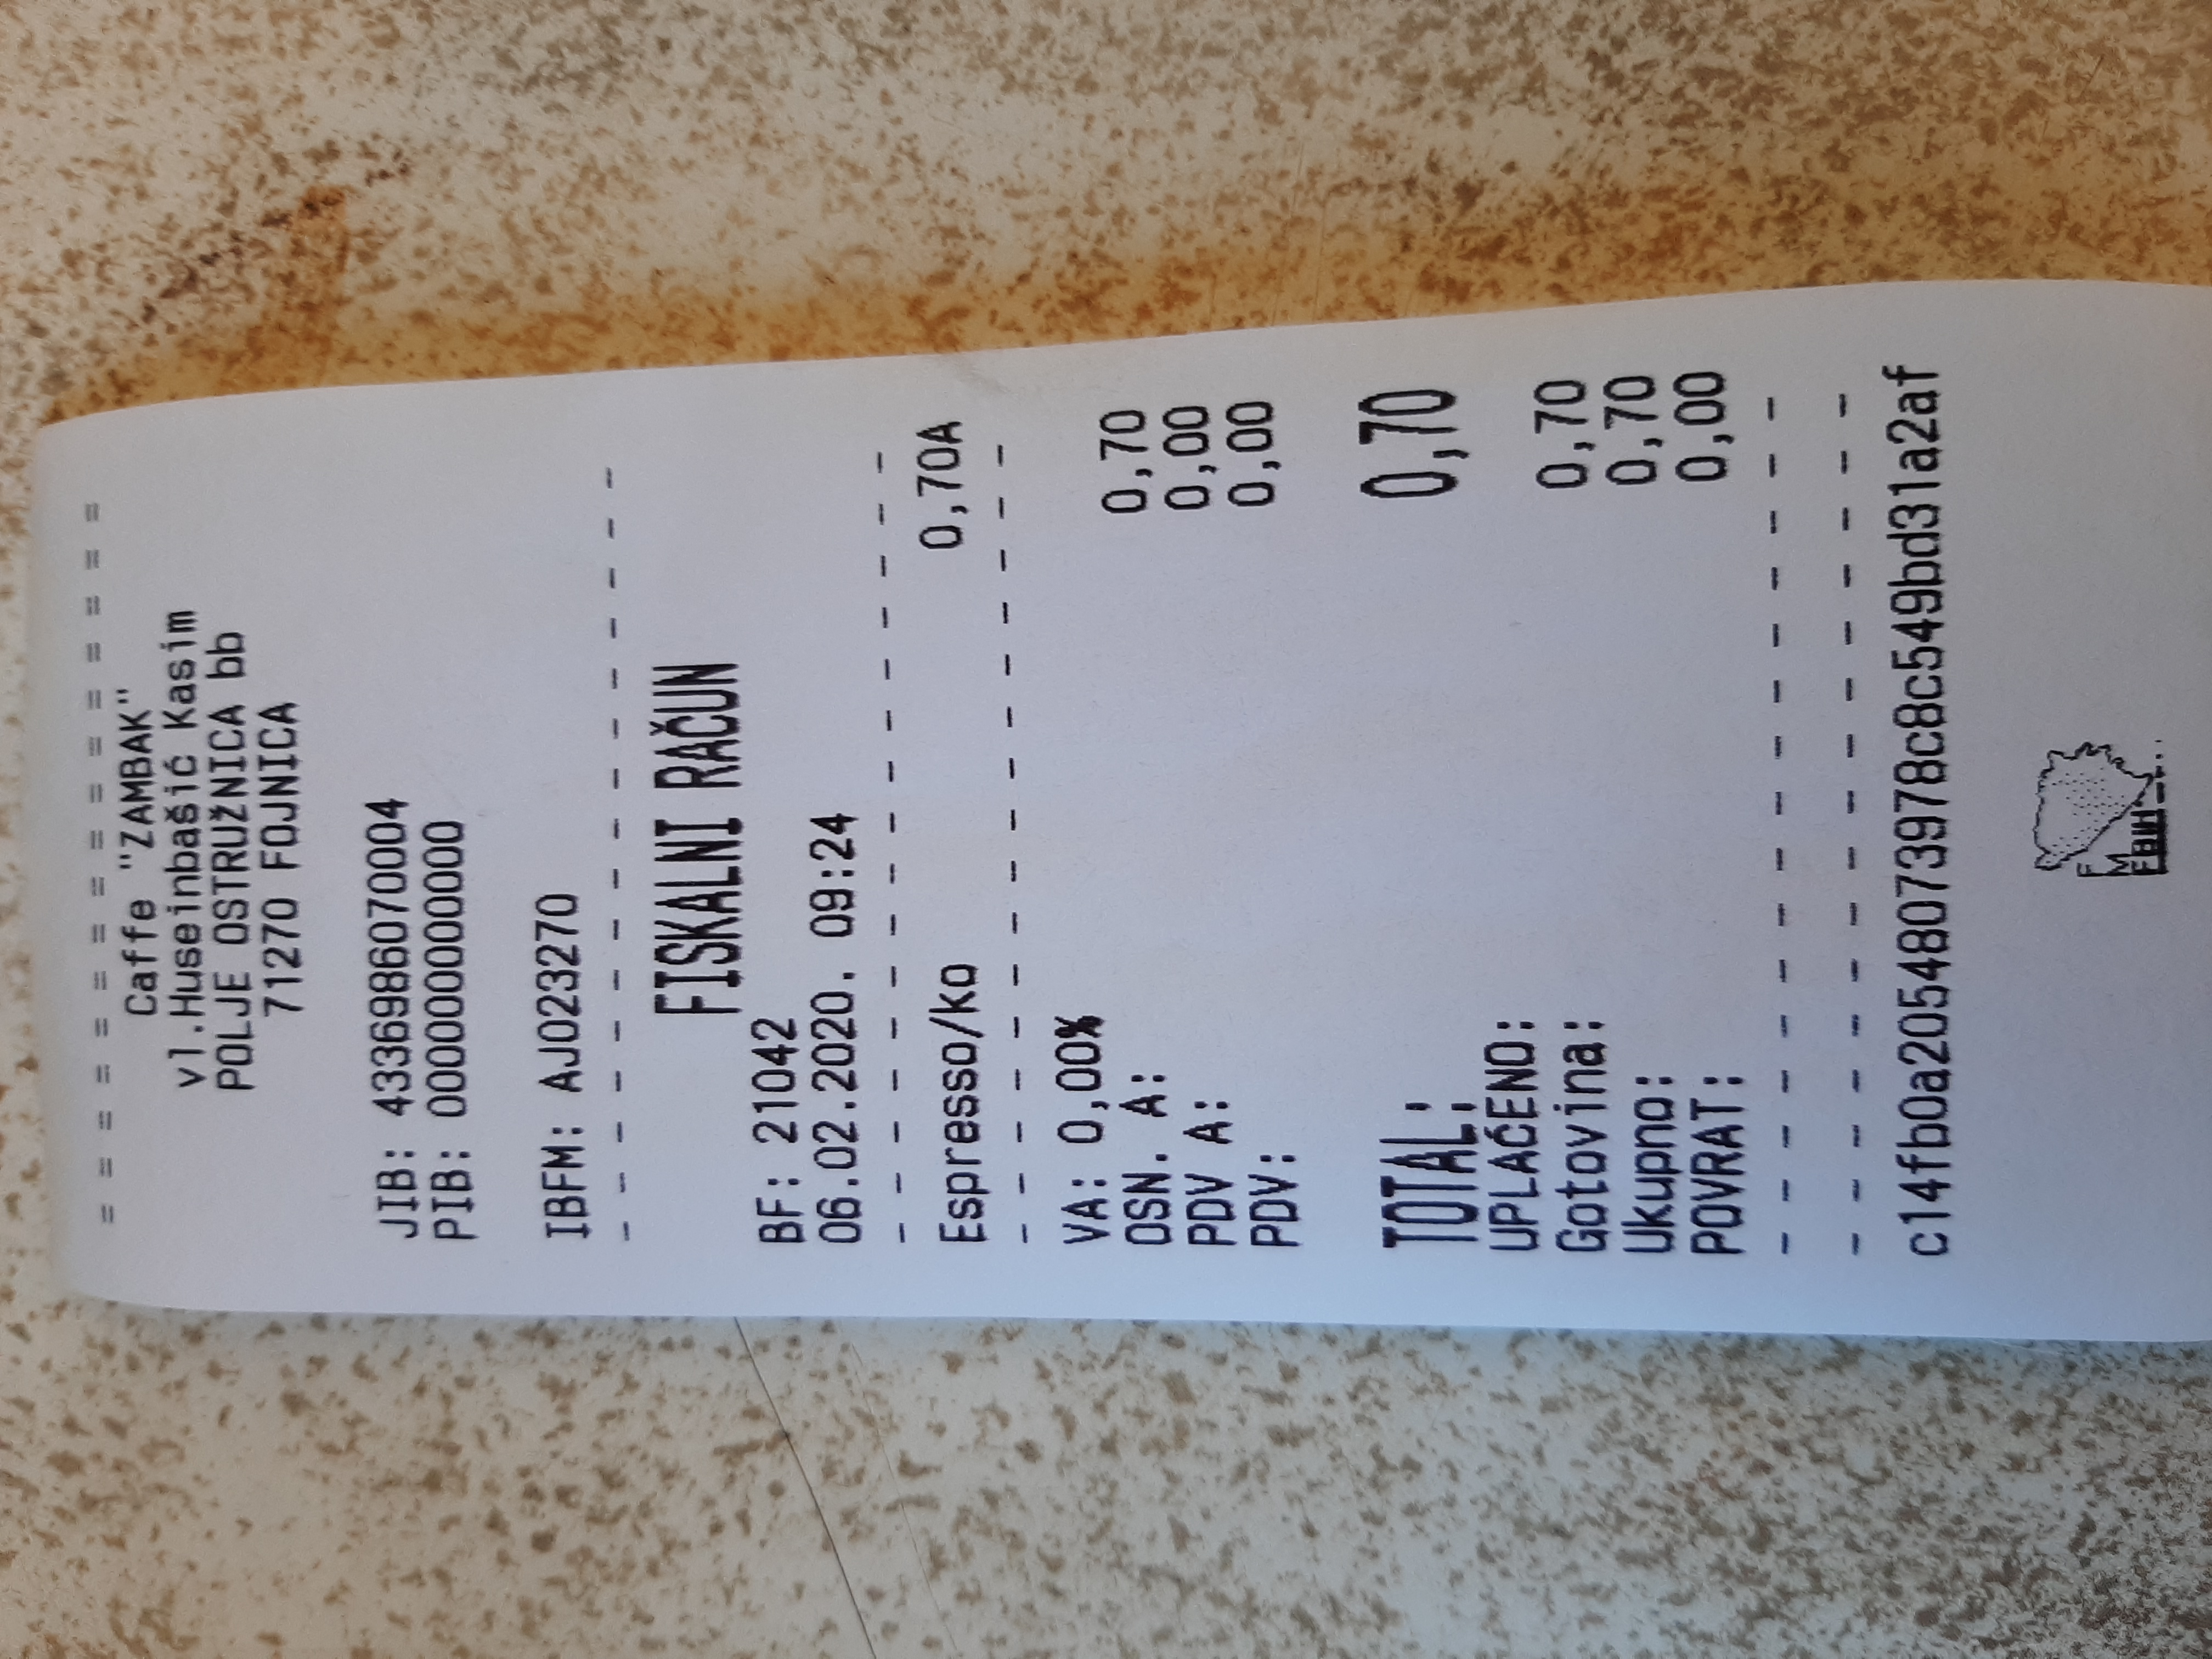 = = = = = = = = = = = = = = = =
Caffe "ZAMBAK"
vl.Huseinbašić Kasim
POLJE OSTRUŽNICA bb
71270 FOJNICA
JIB: 4336986070004
PIB: 000000000000
IBFM: AJ023270
- - - - - - - - - - - - - - - -
FISKALNI RAČUN
BF: 21042
06.02.2020. 09:24
- - - - - - - - - - - - - - - -
Espresso/ko 0,70A
- - - - - - - - - - - - - - - -
VA: 0,00%
OSN. A: 0,70
PDV A: 0,00
PDV: 0,00
TOTAL: 0,70
UPLAĆENO:
Gotovina: 0,70
Ukupno: 0,70
POVRAT: 0,00
- - - - - - - - - - - - - - - -
- - - - - - - - - - - - - - - -
c14fb0a20548073978c8c549bd31a2af
F
M
FBIH